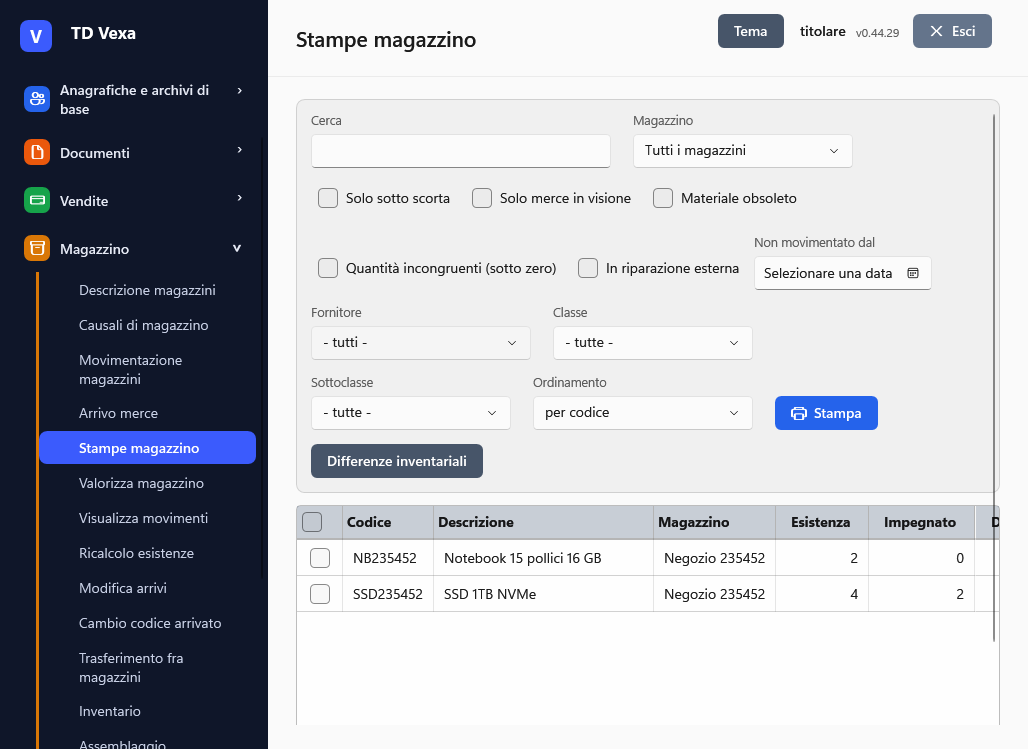 V
TD Vexa
Anagrafiche e archivi di
base
Documenti
Vendite
Magazzino
Descrizione magazzini
Causali di magazzino
Movimentazione
magazzini
Arrivo merce
Stampe magazzino
Valorizza magazzino
Visualizza movimenti
Ricalcolo esistenze
Modifica arrivi
Cambio codice arrivato
Trasferimento fra
magazzini
Inventario
Assemblaggio
Stampe magazzino
Tema titolare v0.44.29 Esci
Cerca Magazzino
Tutti i magazzini
Solo sotto scorta Solo merce in visione Materiale obsoleto
Non movimentato dal
Quantità incongruenti (sotto zero) In riparazione esterna Selezionare una data
Fornitore Classe
- tutti - - tutte -
Sottoclasse Ordinamento
- tutte - per codice Stampa
Differenze inventariali
Codice Descrizione Magazzino Esistenza Impegnato
NB235452 Notebook 15 pollici 16 GB Negozio 235452 2 0
SSD235452 SSD 1TB NVMe Negozio 235452 4 2